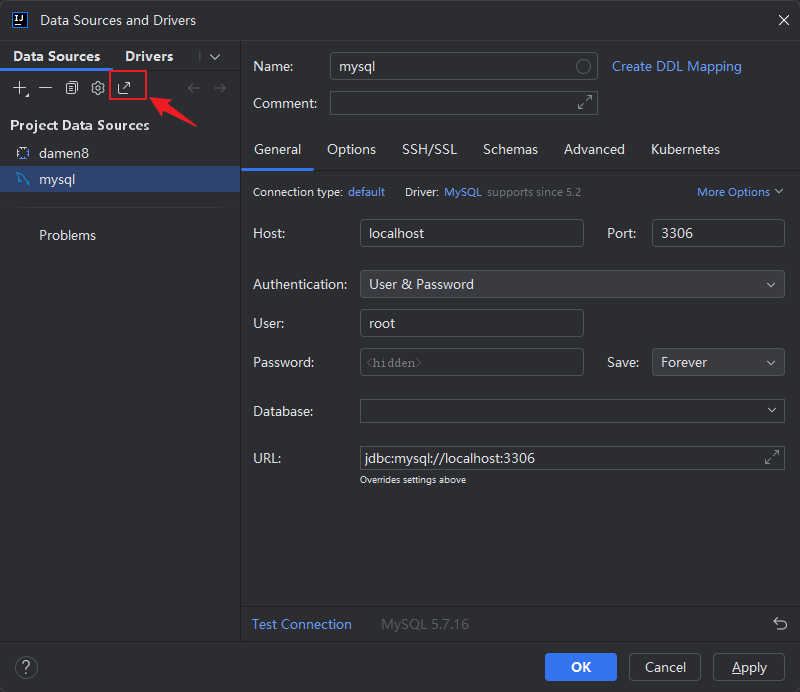 IJ
Data Sources and Drivers
Data Sources
Drivers
Project Data Sources
damen8
mysql
Problems
Name:
mysql
Create DDL Mapping
Comment:
General
Options
SSH/SSL
Schemas
Advanced
Kubernetes
Connection type: default
Driver: MySQL supports since 5.2
More Options
Host:
localhost
Port:
3306
Authentication:
User & Password
User:
root
Password:
<hidden>
Save:
Forever
Database:
URL:
jdbc:mysql://localhost:3306
Overrides settings above
Test Connection
MySQL 5.7.16
?
OK
Cancel
Apply